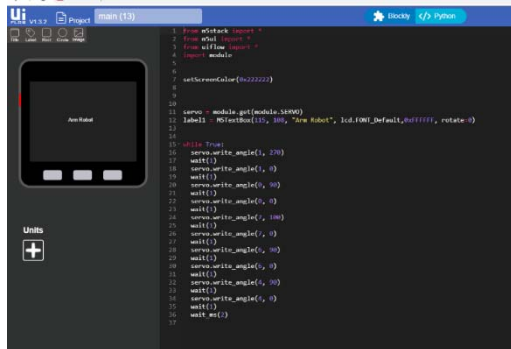 Ui
FLOW V1.3.2 Project main (13) Blockly </> Python
Title Label Rect Circle Image
Arm Robot
Units
1 from m5stack import *
2 from m5ui import *
3 from uiflow import *
4 import module
5
6
7 setScreenColor(0x222222)
8
9
10
11 servo = module.get(module.SERVO)
12 label1 = M5TextBox(115, 108, "Arm Robot", lcd.FONT_Default,0xFFFFFF, rotate=0)
13
14
15 while True:
16 servo.write_angle(1, 270)
17 wait(1)
18 servo.write_angle(1, 0)
19 wait(1)
20 servo.write_angle(0, 90)
21 wait(1)
22 servo.write_angle(0, 0)
23 wait(1)
24 servo.write_angle(2, 100)
25 wait(1)
26 servo.write_angle(2, 0)
27 wait(1)
28 servo.write_angle(6, 90)
29 wait(1)
30 servo.write_angle(6, 0)
31 wait(1)
32 servo.write_angle(4, 90)
33 wait(1)
34 servo.write_angle(4, 0)
35 wait(1)
36 wait_ms(2)
37